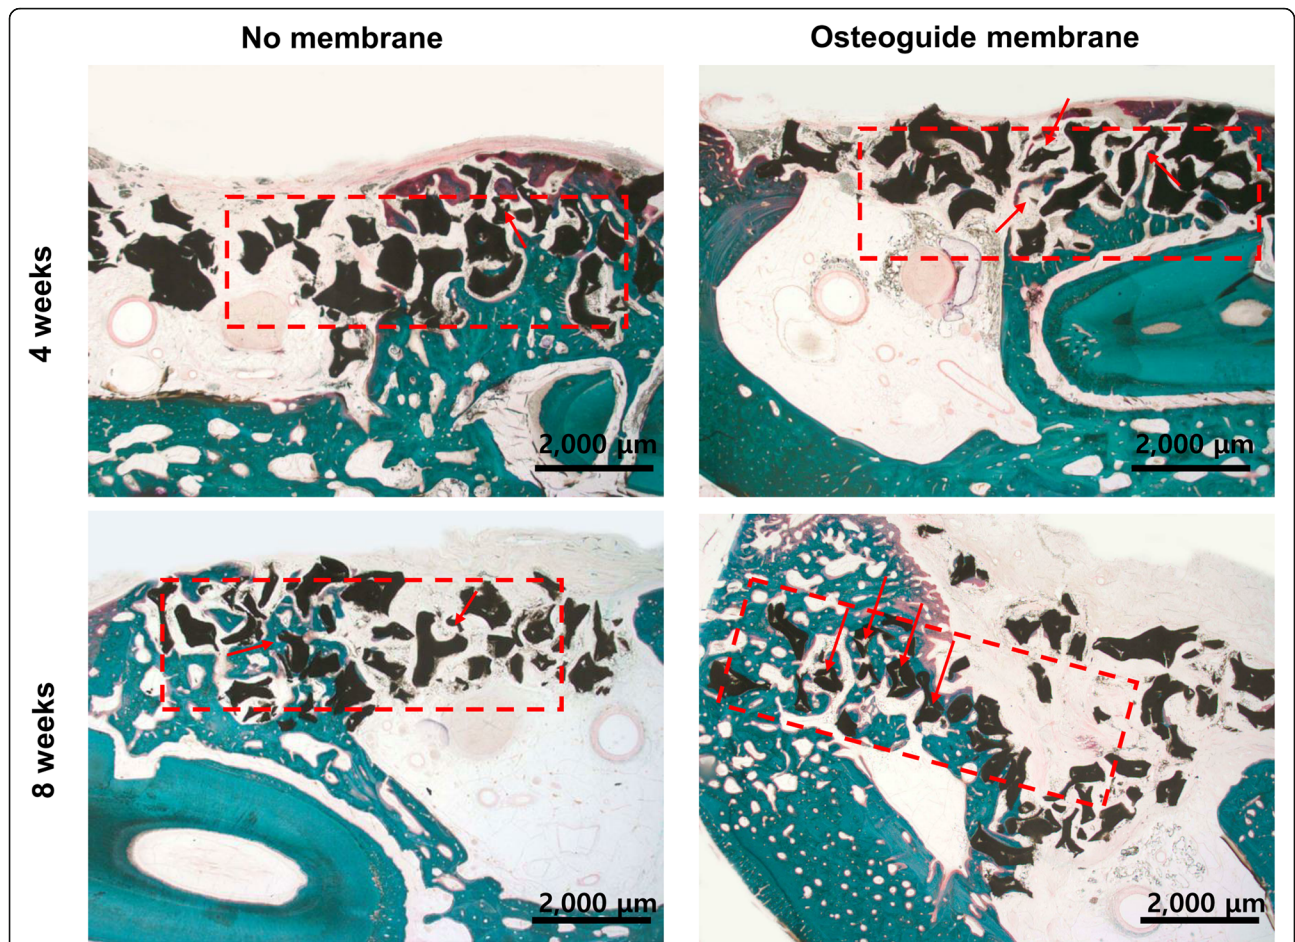 No membrane
Osteoguide membrane
4 weeks
2,000 μm
2,000 μm
8 weeks
2,000 μm
2,000 μm